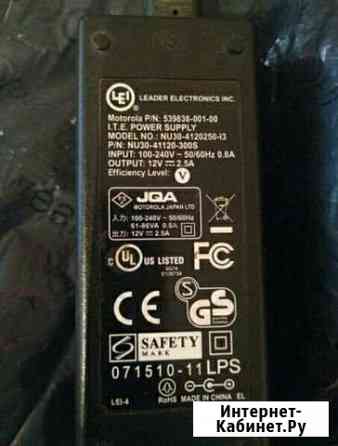 LEI LEADER ELECTRONICS INC.
Motorola P/N: 539838-001-00
I.T.E. POWER SUPPLY
MODEL NO.: NU30-4120250-I3
P/N: NU30-41120-300S
INPUT: 100-240V ~ 50/60Hz 0.8A
OUTPUT: 12V ⎓ 2.5A
Efficiency Level: V
JQA
MOTOROLA JAPAN LTD
入力: 100-240V ~ 50/60Hz
61-86VA 0.8A
出力: 12V ⎓ 2.5A
c UL US LISTED
FC
CE
S
GS
S SAFETY
MARK
071510-11 LPS
LEI-4
RoHS MADE IN CHINA EL
Интернет-
Кабинет.Ру